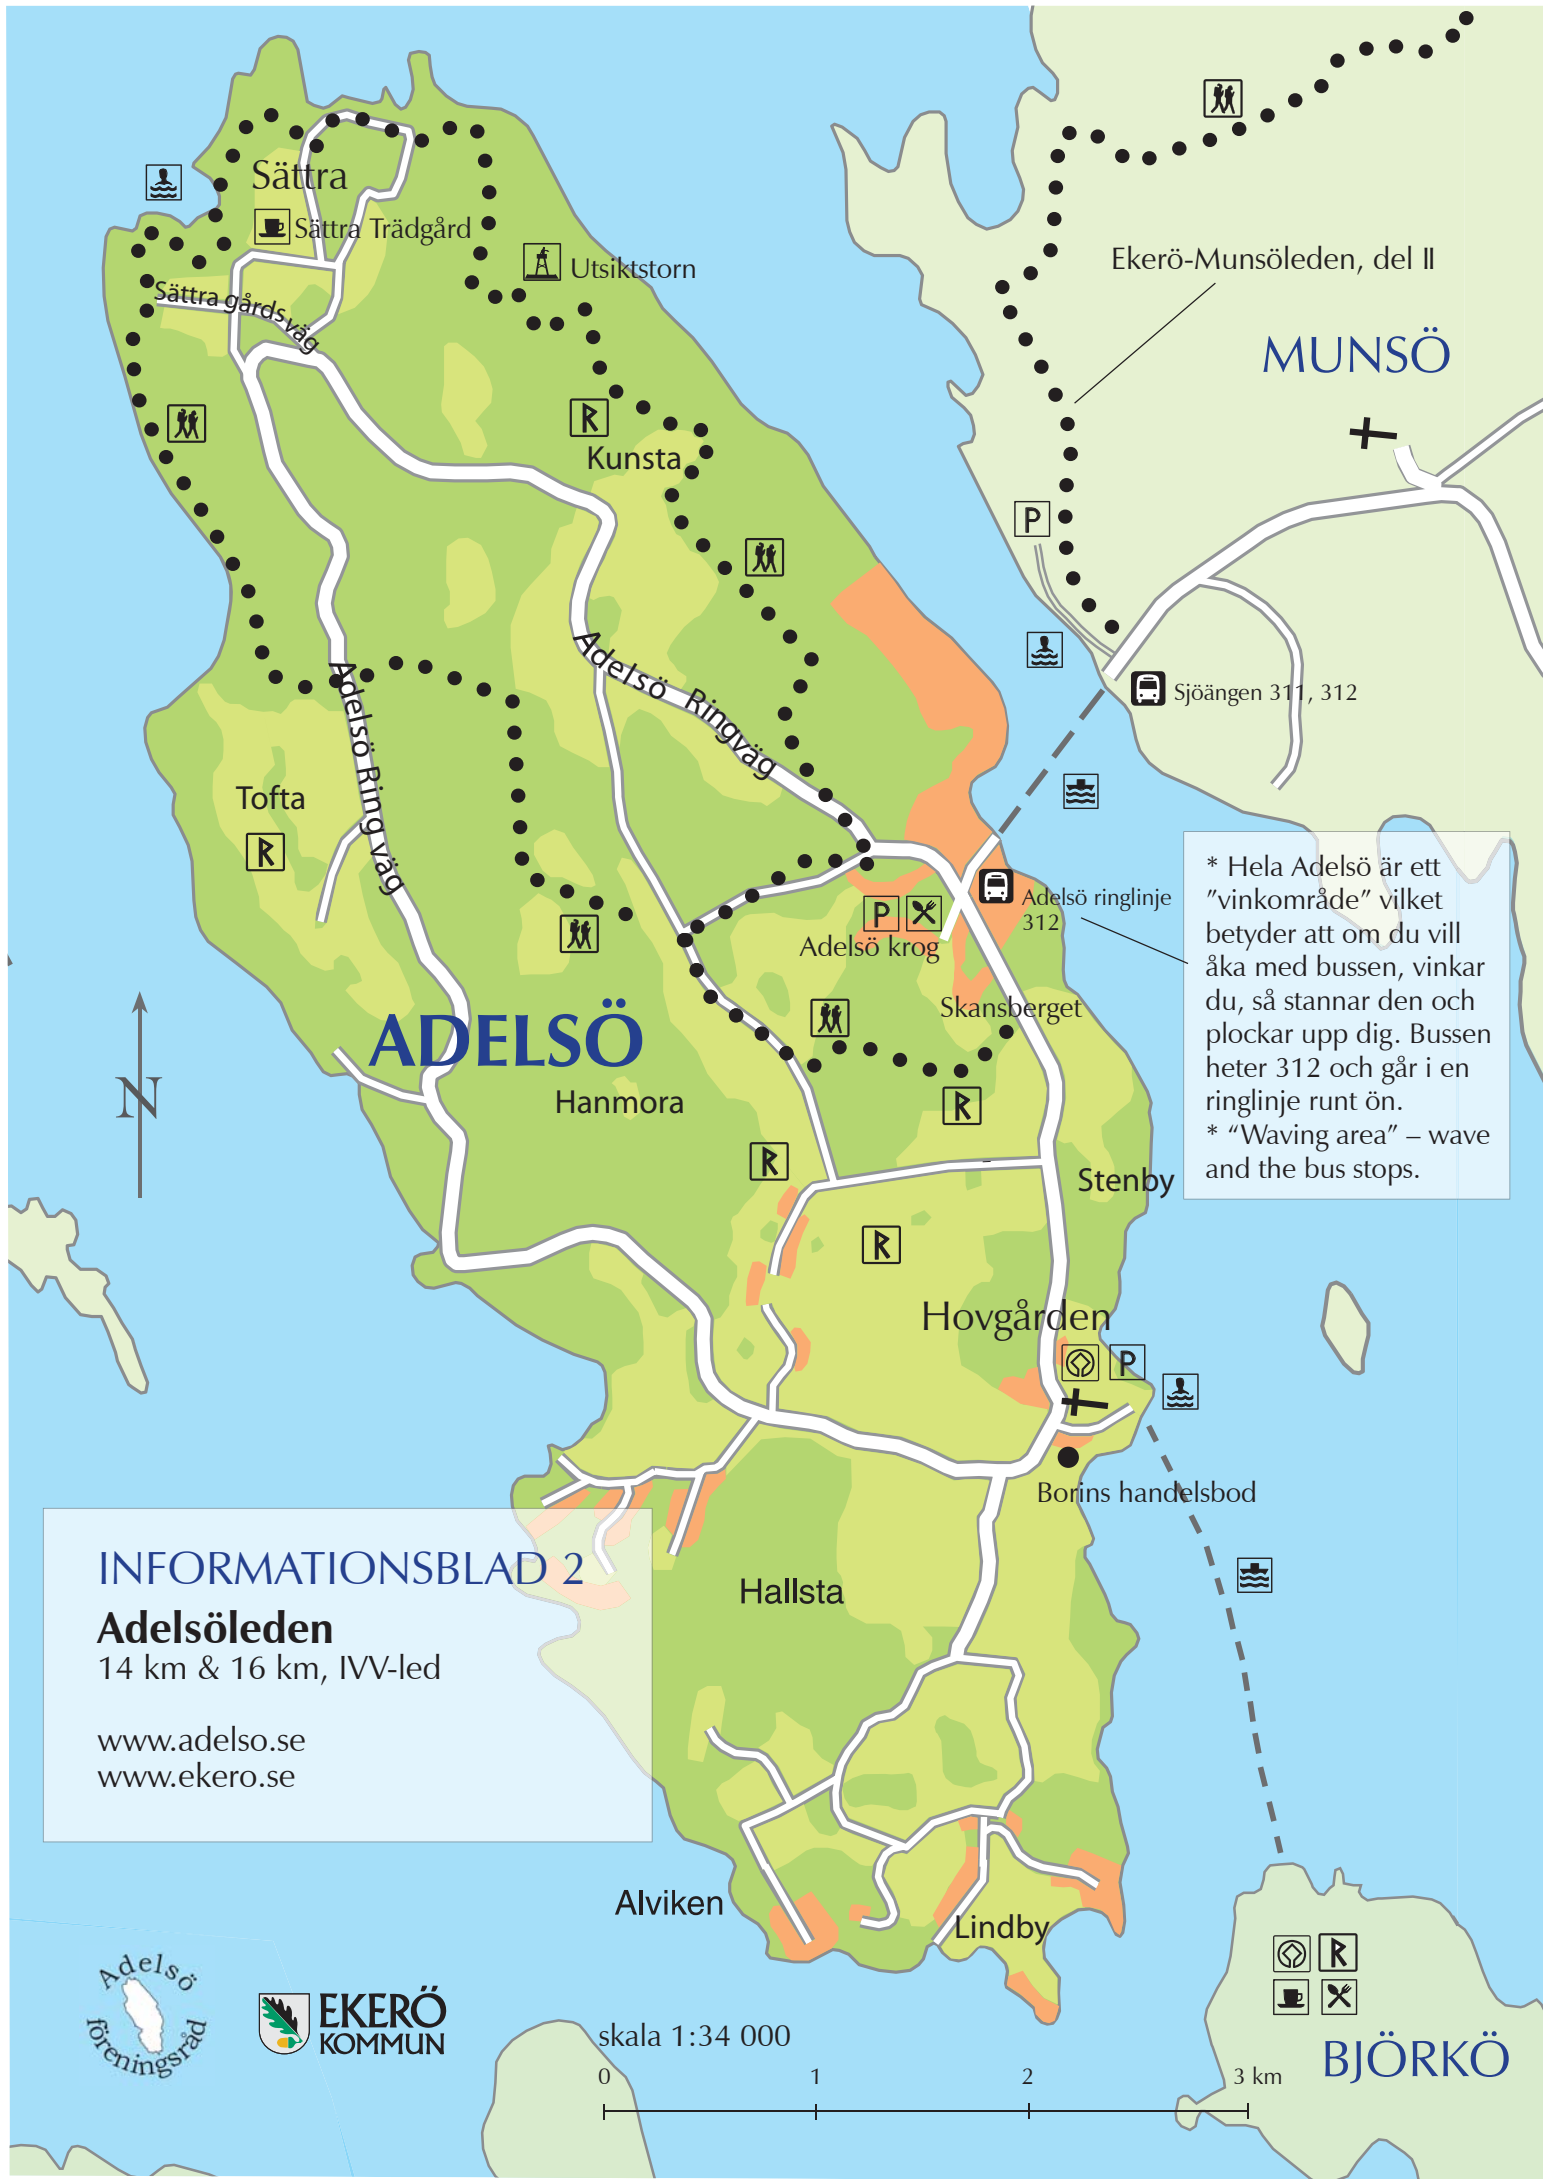 Sättra
Sättra Trädgård
Utsiktstorn
Sättra gårds väg
Ekerö-Munsöleden, del II
MUNSÖ
Kunsta
P
Adelsö Ringväg
Adelsö Ring väg
Sjöängen 311, 312
Tofta
R
P
Adelsö krog
Adelsö ringlinje
312
* Hela Adelsö är ett
”vinkområde” vilket
betyder att om du vill
åka med bussen, vinkar
du, så stannar den och
plockar upp dig. Bussen
heter 312 och går i en
ringlinje runt ön.
* “Waving area” – wave
and the bus stops.
Skansberget
ADELSÖ
N
Hanmora
Stenby
Hovgården
P
Borins handelsbod
INFORMATIONSBLAD 2
Adelsöleden
14 km & 16 km, IVV-led
www.adelso.se
www.ekero.se
Hallsta
Alviken
Lindby
Adelsö
föreningsråd
EKERÖ
KOMMUN
skala 1:34 000
0 1 2 3 km
BJÖRKÖ